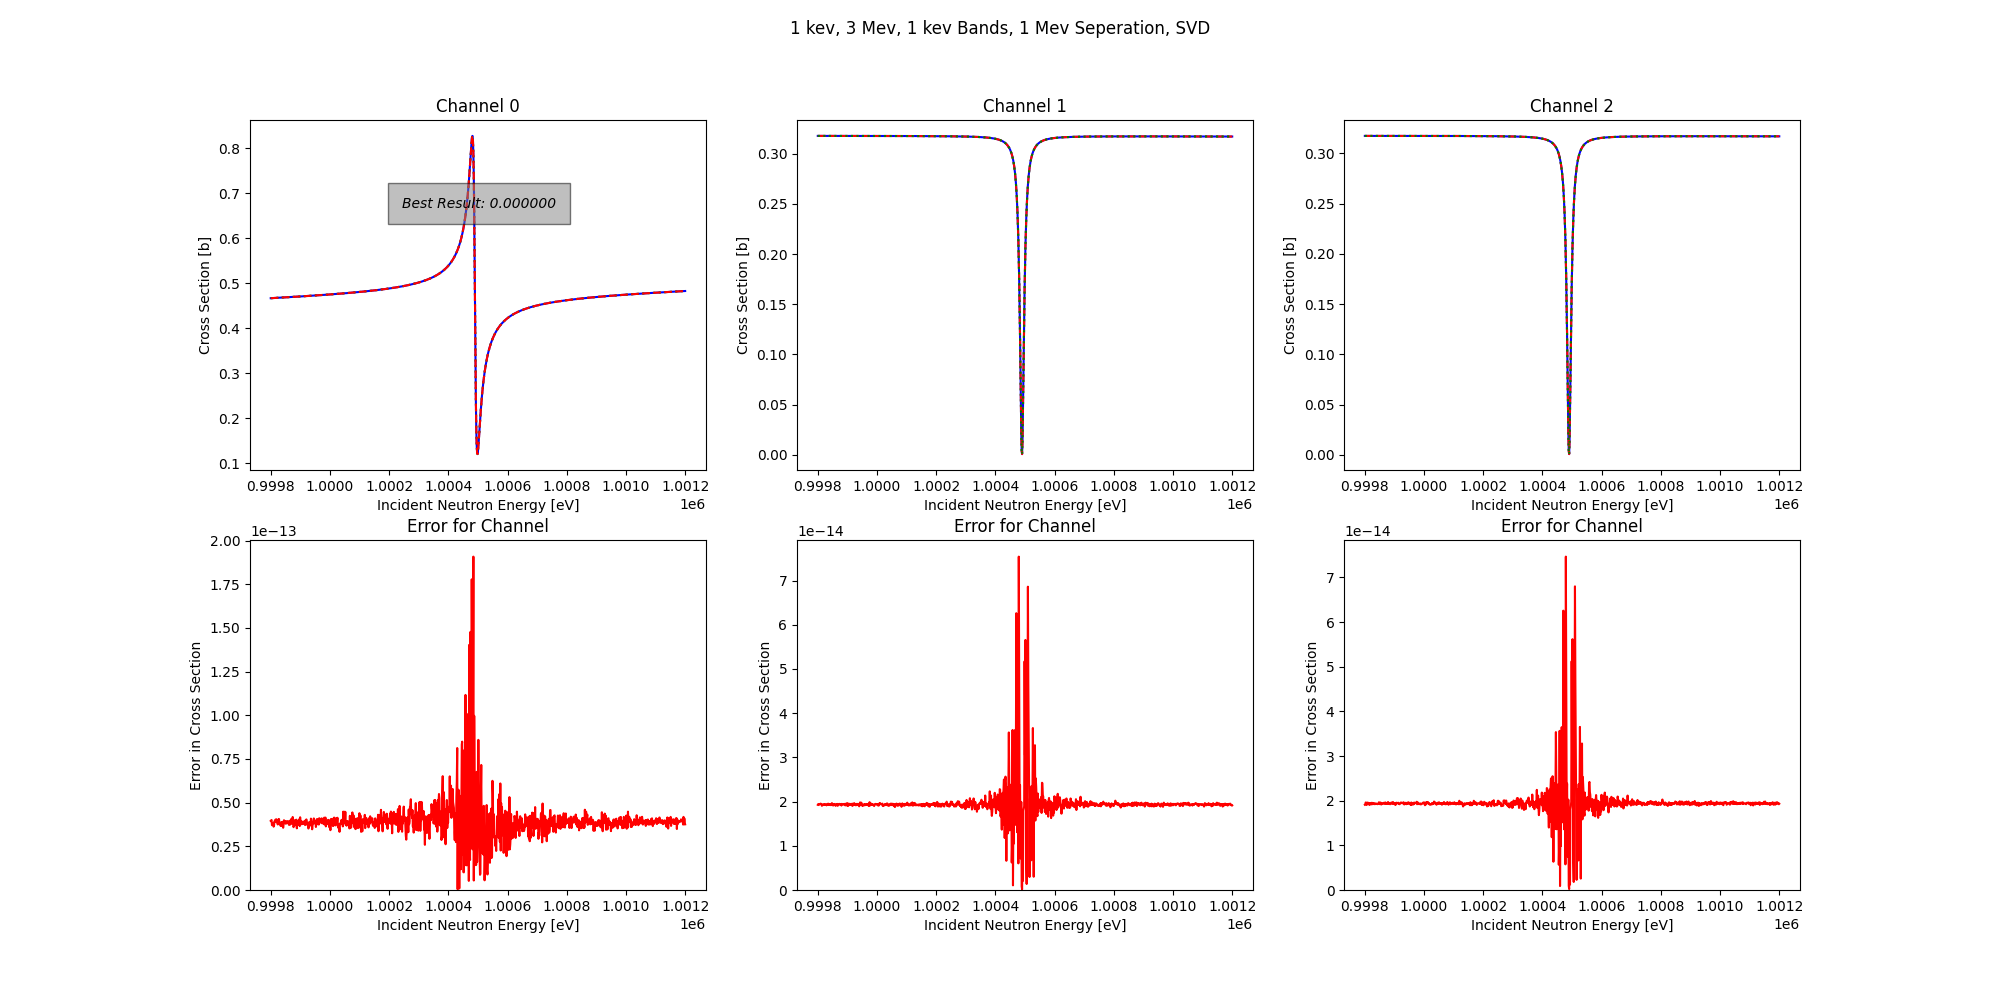 1 kev, 3 Mev, 1 kev Bands, 1 Mev Seperation, SVD
Channel 0
Cross Section [b]
0.8
0.7
0.6
0.5
0.4
0.3
0.2
0.1
Best Result: 0.000000
0.9998 1.0000 1.0002 1.0004 1.0006 1.0008 1.0010 1.0012
Incident Neutron Energy [eV]
1e6
Channel 1
Cross Section [b]
0.30
0.25
0.20
0.15
0.10
0.05
0.00
0.9998 1.0000 1.0002 1.0004 1.0006 1.0008 1.0010 1.0012
Incident Neutron Energy [eV]
1e6
Channel 2
Cross Section [b]
0.30
0.25
0.20
0.15
0.10
0.05
0.00
0.9998 1.0000 1.0002 1.0004 1.0006 1.0008 1.0010 1.0012
Incident Neutron Energy [eV]
1e6
Error for Channel
1e−13
Error in Cross Section
2.00
1.75
1.50
1.25
1.00
0.75
0.50
0.25
0.00
0.9998 1.0000 1.0002 1.0004 1.0006 1.0008 1.0010 1.0012
Incident Neutron Energy [eV]
1e6
Error for Channel
1e−14
Error in Cross Section
7
6
5
4
3
2
1
0
0.9998 1.0000 1.0002 1.0004 1.0006 1.0008 1.0010 1.0012
Incident Neutron Energy [eV]
1e6
Error for Channel
1e−14
Error in Cross Section
7
6
5
4
3
2
1
0
0.9998 1.0000 1.0002 1.0004 1.0006 1.0008 1.0010 1.0012
Incident Neutron Energy [eV]
1e6